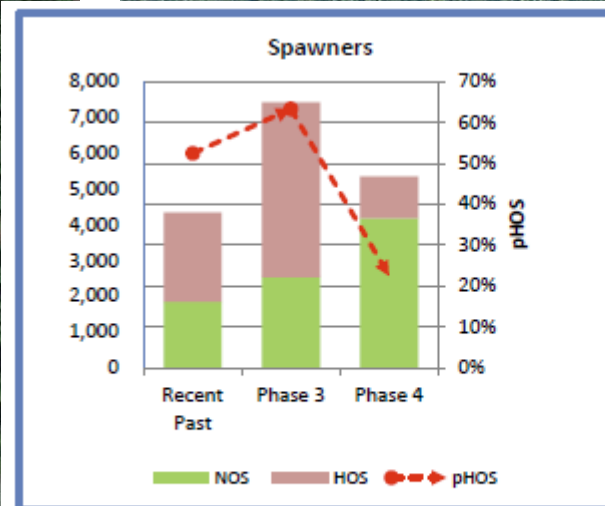 Spawners
8,000
7,000
6,000
5,000
4,000
3,000
2,000
1,000
0
70%
60%
50%
40%
30%
20%
10%
0%
pHOS
Recent Past
Phase 3
Phase 4
NOS
HOS
pHOS